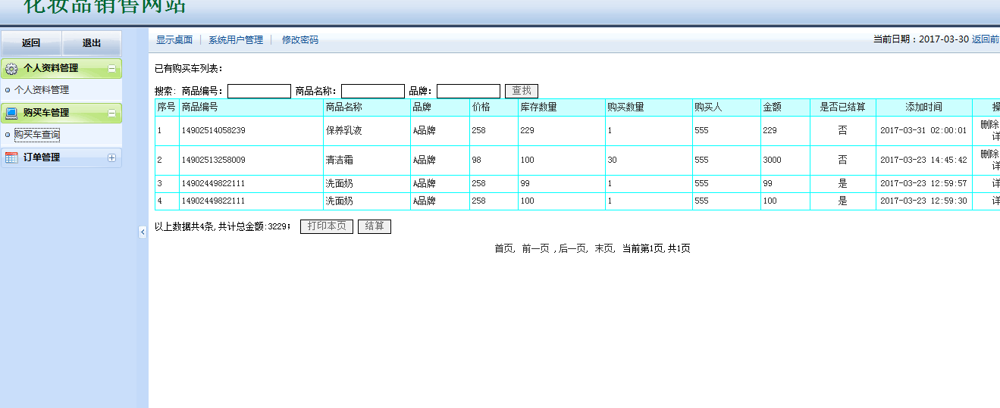 化妆品销售网站
返回 退出
显示桌面 系统用户管理 修改密码 当前日期：2017-03-30 返回前
个人资料管理
个人资料管理
购买车管理
购买车查询
订单管理
已有购买车列表:
搜索: 商品编号: 商品名称: 品牌: 查找
序号 商品编号 商品名称 品牌 价格 库存数量 购买数量 购买人 金额 是否已结算 添加时间
1 14902514058239 保养乳液 A品牌 258 229 1 555 229 否 2017-03-31 02:00:01 删除 详
2 14902513258009 清洁霜 A品牌 98 100 30 555 3000 否 2017-03-23 14:45:42 删除 详
3 14902449822111 洗面奶 A品牌 258 99 1 555 99 是 2017-03-23 12:59:57 详
4 14902449822111 洗面奶 A品牌 258 100 1 555 100 是 2017-03-23 12:59:30 详
以上数据共4条,共计总金额:3229; 打印本页 结算
首页, 前一页 ,后一页, 末页, 当前第1页,共1页